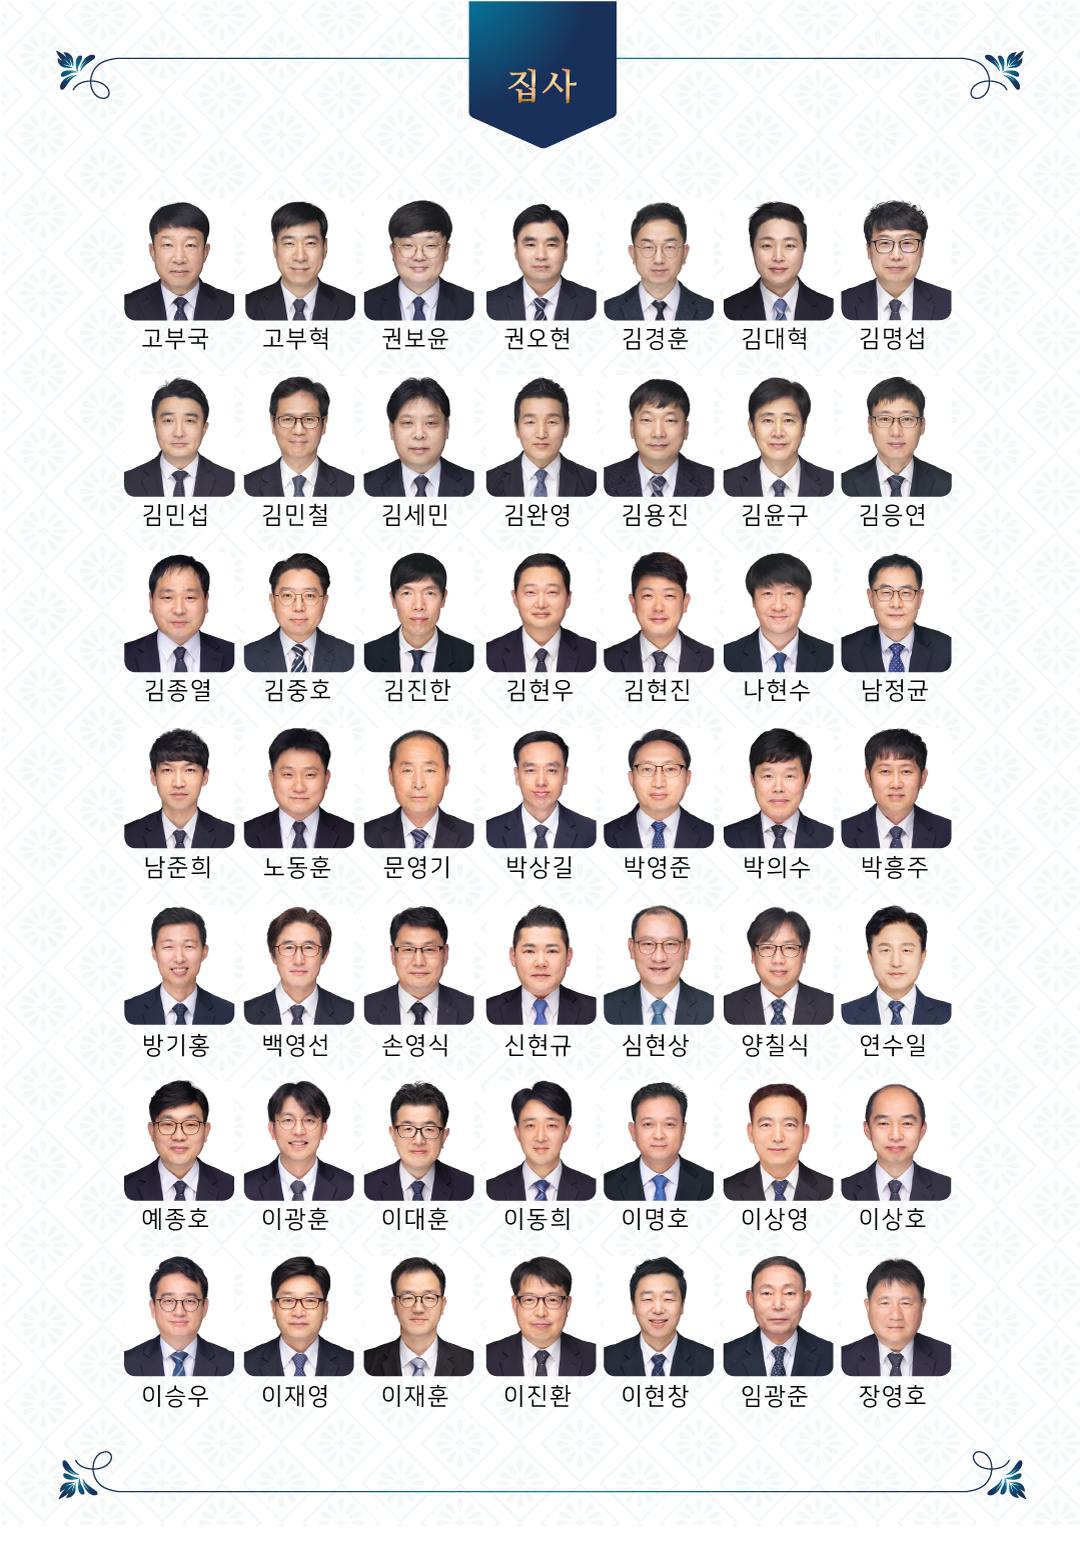 집사
고부국 고부혁 권보윤 권오현 김경훈 김대혁 김명섭
김민섭 김민철 김세민 김완영 김용진 김윤구 김응연
김종열 김중호 김진한 김현우 김현진 나현수 남정균
남준희 노동훈 문영기 박상길 박영준 박의수 박흥주
방기홍 백영선 손영식 신현규 심현상 양칠식 연수일
예종호 이광훈 이대훈 이동희 이명호 이상영 이상호
이승우 이재영 이재훈 이진환 이현창 임광준 장영호